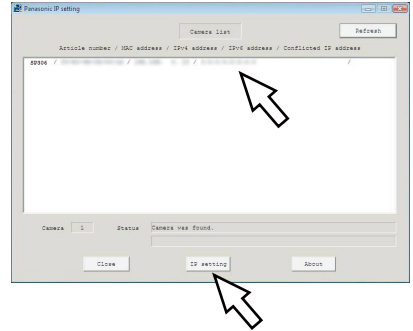 Panasonic IP setting
Camera list
Refresh
Article number / MAC address / IPv4 address / IPv6 address / Conflicted IP address
SP306 / / / /
Camera 1 Status Camera was found.
Close IP setting About